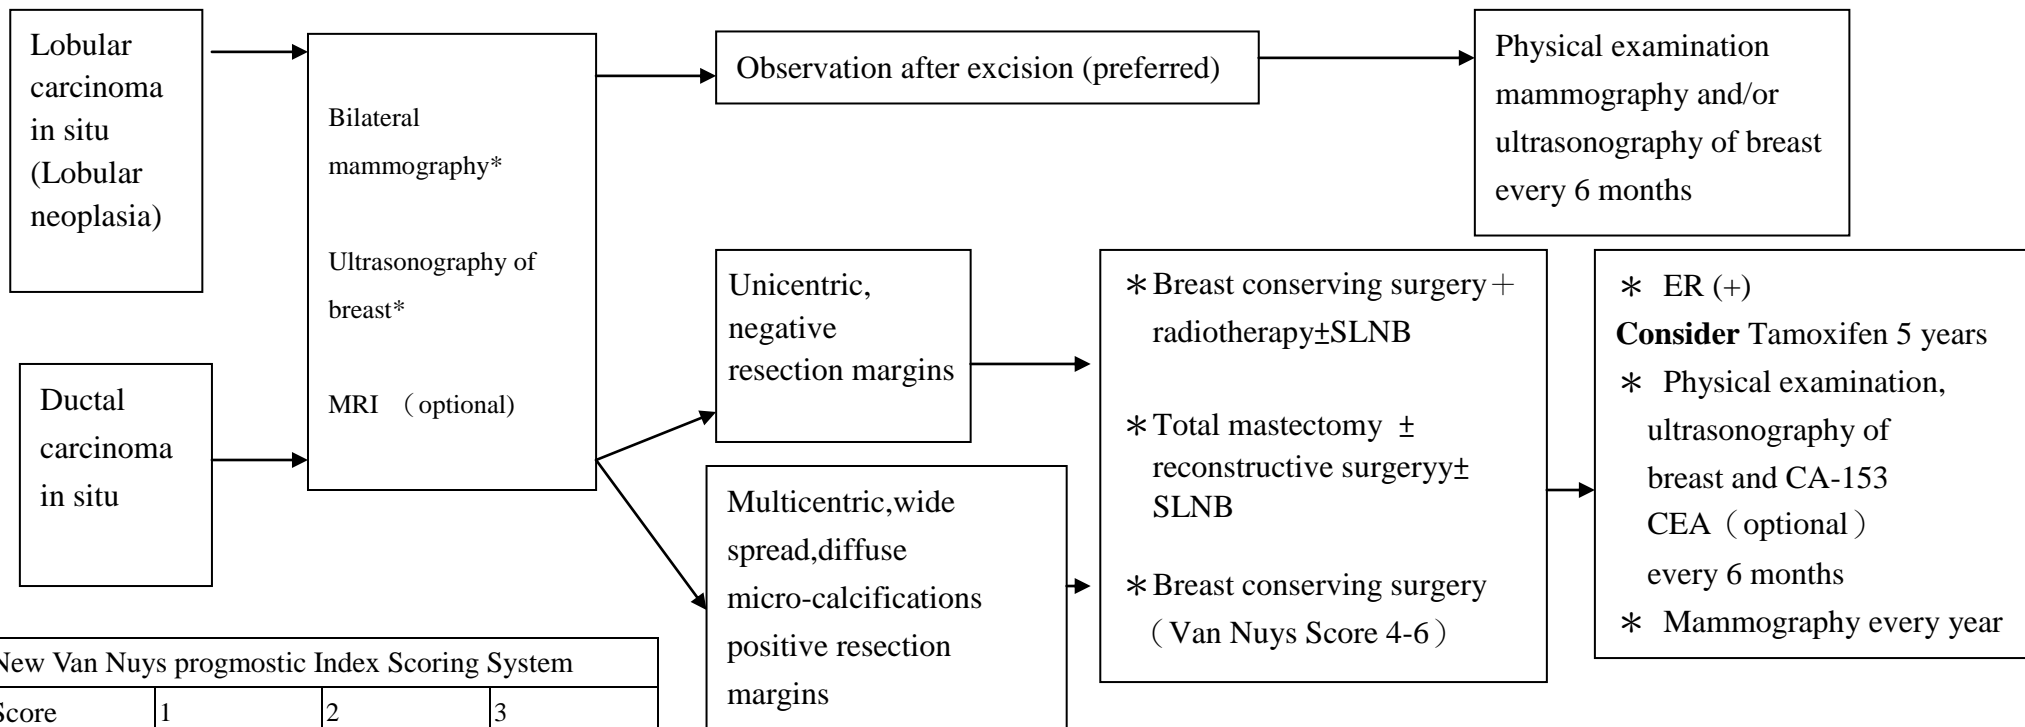 Lobular
carcinoma
in situ
(Lobular
neoplasia)
Ductal
carcinoma
in situ
Bilateral
mammography*
Ultrasonography of
breast*
MRI （optional)
Observation after excision (preferred)
Physical examination
mammography and/or
ultrasonography of breast
every 6 months
Unicentric,
negative
resection margins
Multicentric,wide
spread,diffuse
micro-calcifications
positive resection
margins
＊Breast conserving surgery＋
radiotherapy±SLNB
＊Total mastectomy ±
reconstructive surgeryy±
SLNB
＊Breast conserving surgery
（Van Nuys Score 4-6）
＊ ER (+)
Consider Tamoxifen 5 years
＊ Physical examination,
ultrasonography of
breast and CA-153
CEA（optional）
every 6 months
＊ Mammography every year
New Van Nuys progmostic Index Scoring System
Score 1 2 3